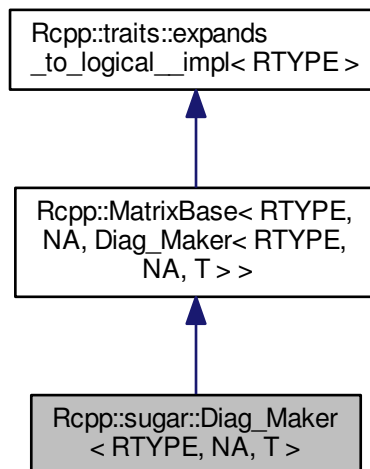 Rcpp::traits::expands
_to_logical__impl< RTYPE >
Rcpp::MatrixBase< RTYPE,
NA, Diag_Maker< RTYPE,
NA, T > >
Rcpp::sugar::Diag_Maker
< RTYPE, NA, T >